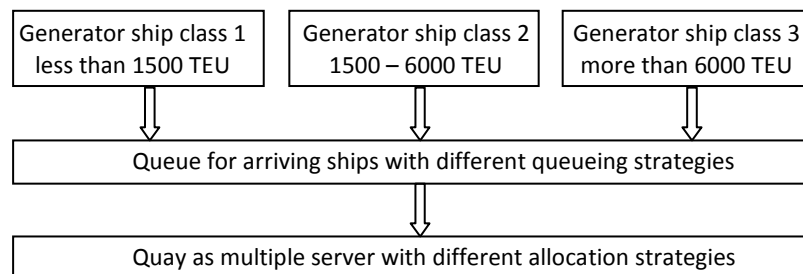 Generator ship class 1
less than 1500 TEU
Generator ship class 2
1500 – 6000 TEU
Generator ship class 3
more than 6000 TEU
Queue for arriving ships with different queueing strategies
Quay as multiple server with different allocation strategies